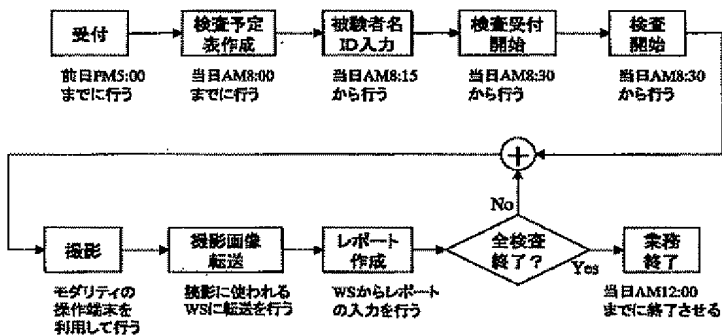 受付
検査予定
表作成
被験者名
ID入力
検査受付
開始
検査
開始
前日PM5:00
までに行う
当日AM8:00
までに行う
当日AM8:15
から行う
当日AM8:30
から行う
当日AM8:30
から行う
+
No
撮影
撮影画像
転送
レポート
作成
全検査
終了?
Yes
業務
終了
モダリティの
操作端末を
利用して行う
撮影に使われる
WSに転送を行う
WSからレポート
の入力を行う
当日AM12:00
までに終了させる